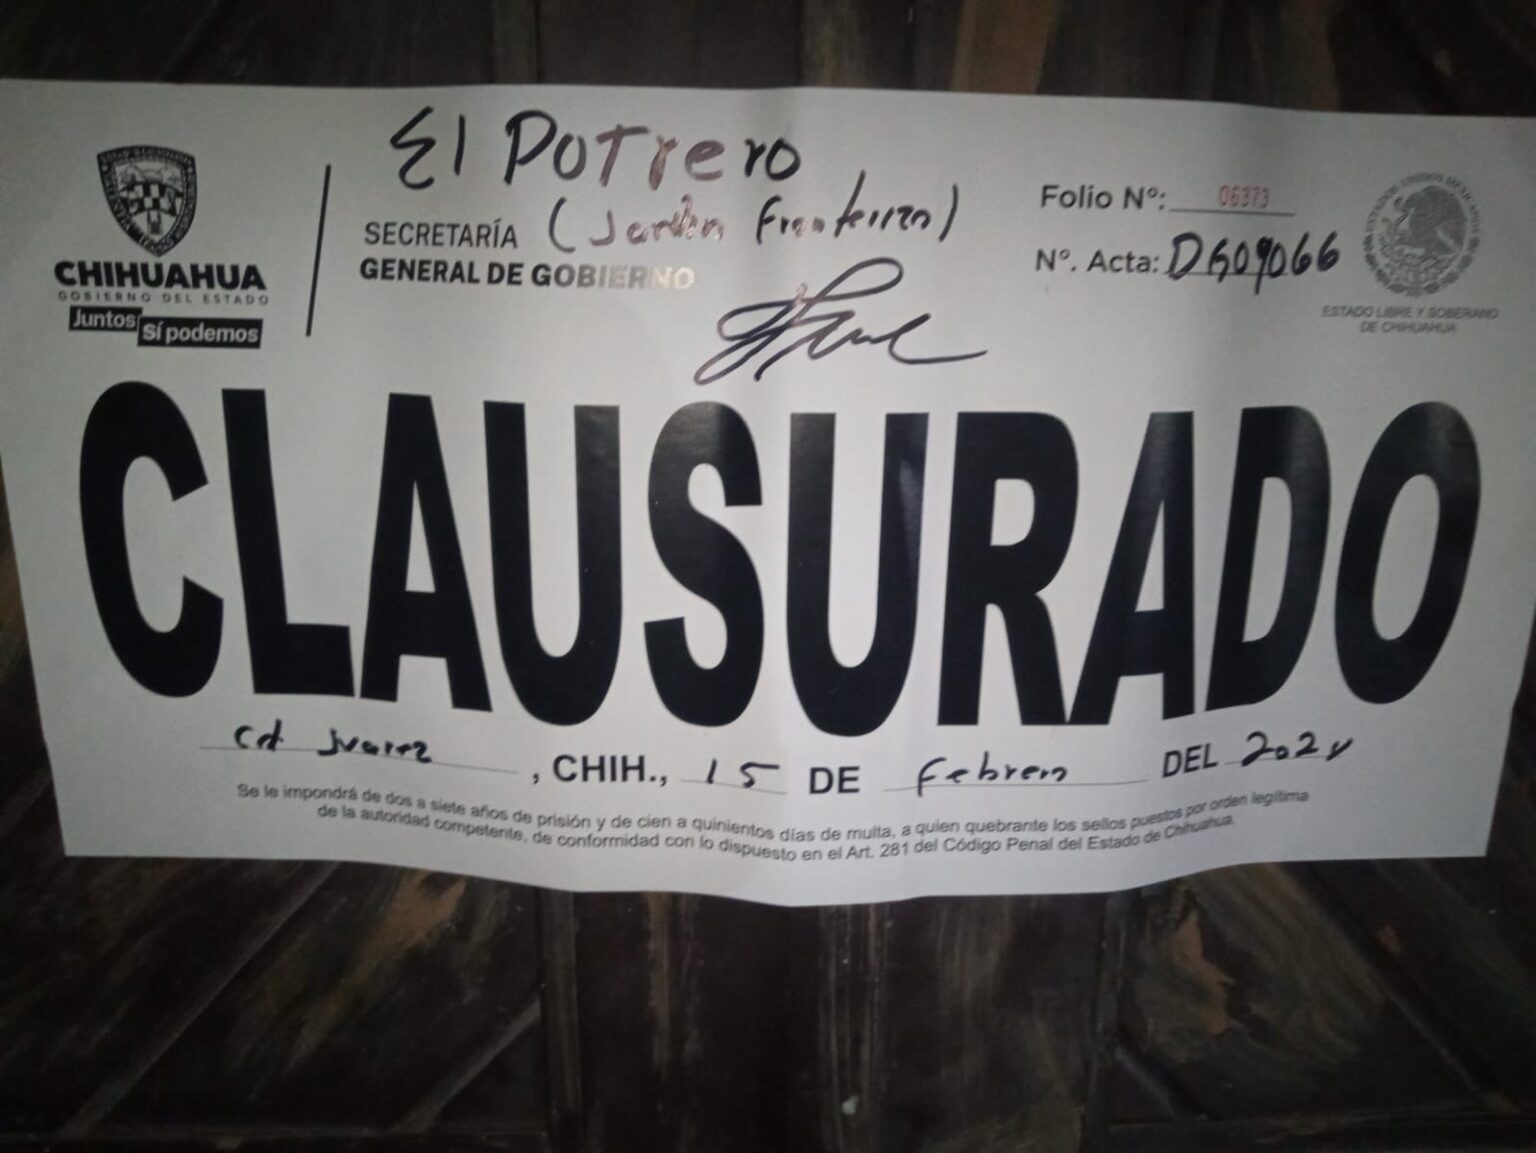 El Potrero
(Jardin Fronterizo)
SECRETARÍA
GENERAL DE GOBIERNO
CHIHUAHUA
GOBIERNO DEL ESTADO
Juntos
Sí podemos
Folio Nº: 06373
Nº. Acta: DG09066
ESTADOS UNIDOS MEXICANOS
ESTADO LIBRE Y SOBERANO
DE CHIHUAHUA
CLAUSURADO
Cd Juarez, CHIH., 15 DE Febrero DEL 2024
Se le impondrá de dos a siete años de prisión y de cien a quinientos días de multa, a quien quebrante los sellos puestos por orden legítima
de la autoridad competente, de conformidad con lo dispuesto en el Art. 281 del Código Penal del Estado de Chihuahua.